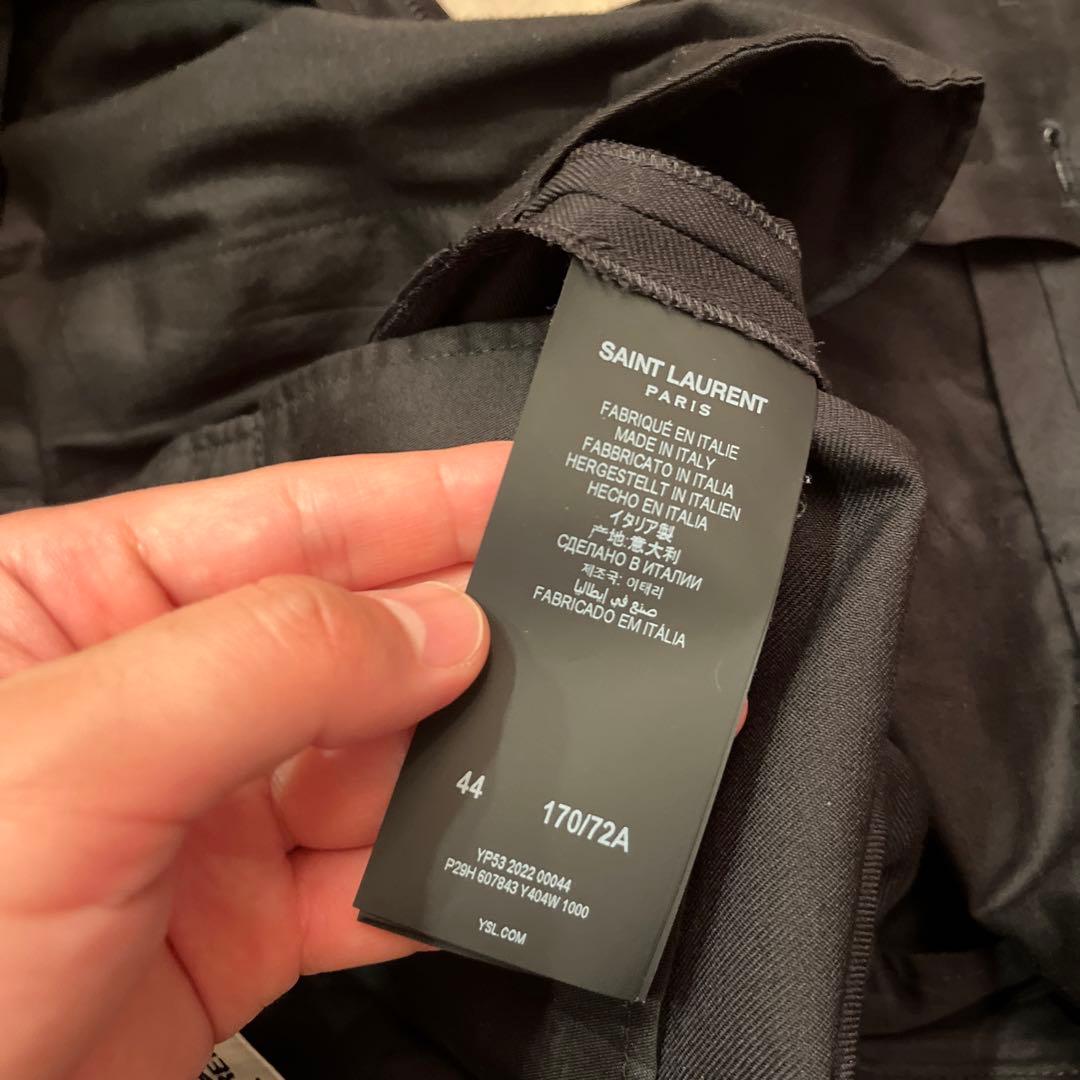 SAINT LAURENT
PARIS
FABRIQUÉ EN ITALIE
MADE IN ITALY
FABBRICATO IN ITALIA
HERGESTELLT IN ITALIEN
HECHO EN ITALIA
イタリア製
产地:意大利
СДЕЛАНО В ИТАЛИИ
제조국: 이태리
صنع في إيطاليا
FABRICADO EM ITÁLIA
44 170/72A
YP53 2022 00044
P29H 607843 Y404W 1000
YSL.COM